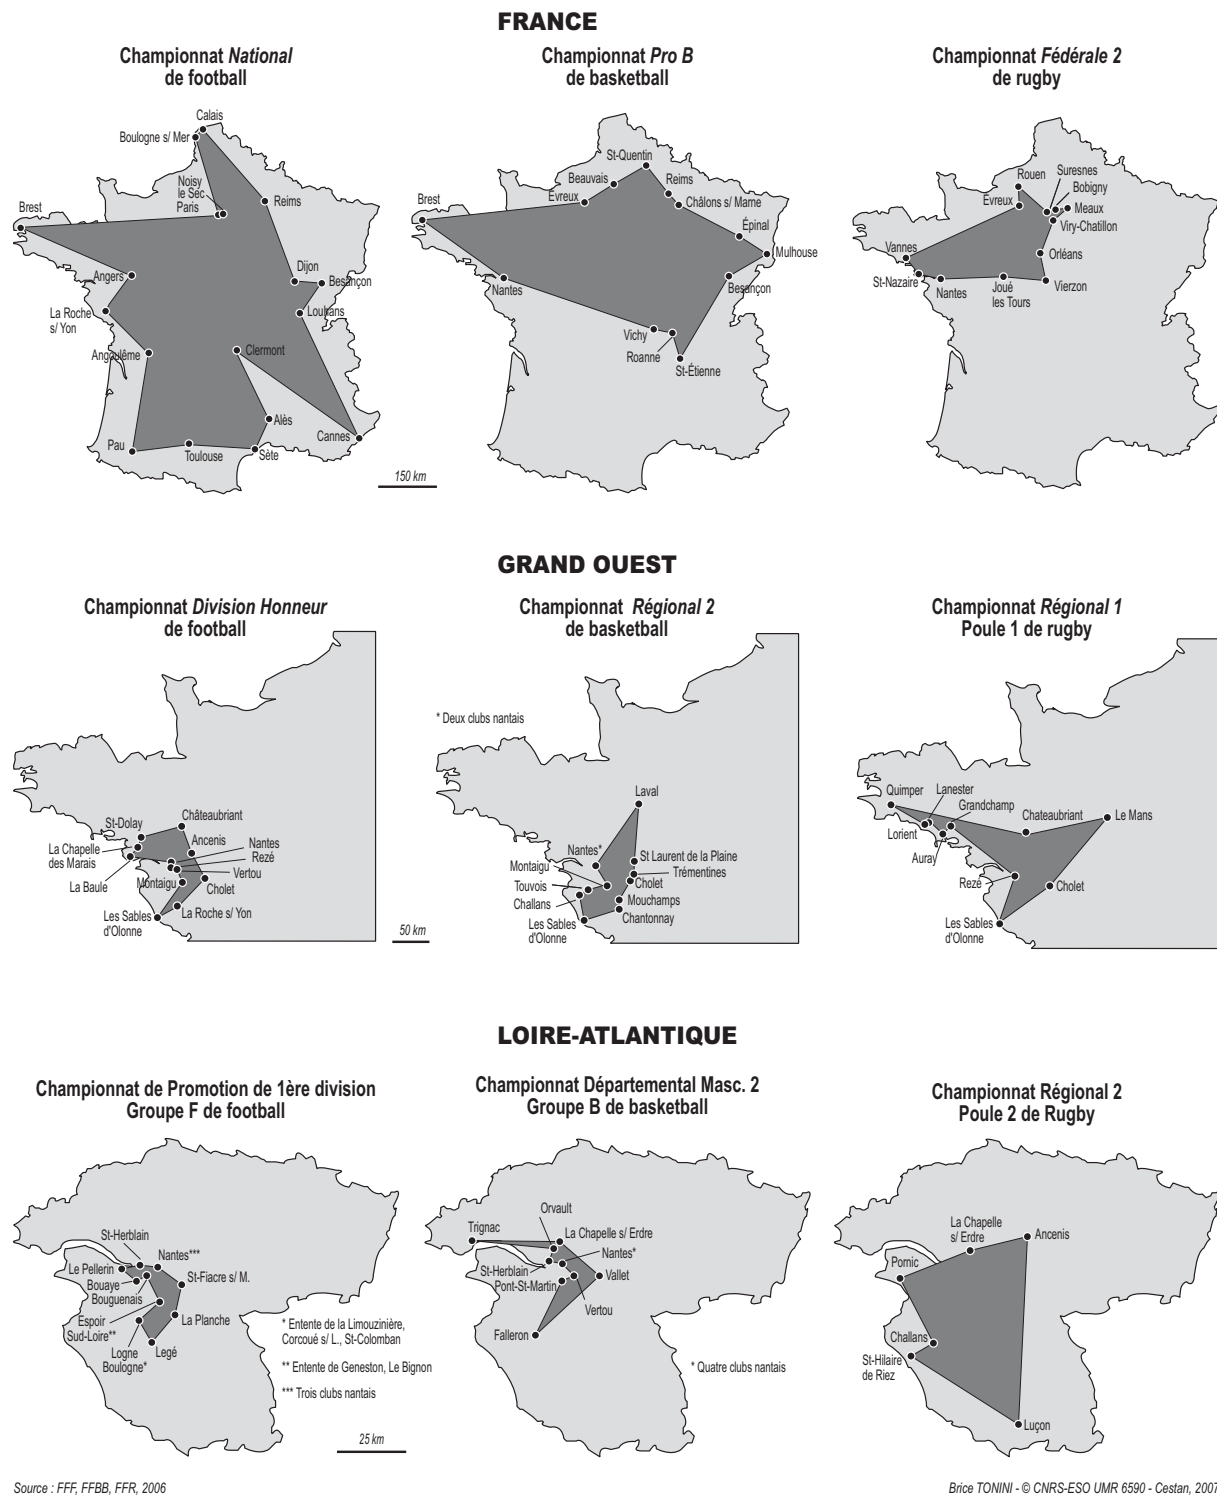 FRANCE
Championnat National
de football
Championnat Pro B
de basketball
Championnat Fédérale 2
de rugby
Calais
Boulogne s/ Mer
Noisy
le Sec
Paris
Reims
Brest
Angers
Dijon
Besançon
La Roche
s/ Yon
Louhans
Angoulême
Clermont
Alès
Pau
Toulouse
Sète
Cannes
150 km
St-Quentin
Beauvais
Evreux
Reims
Châlons s/ Marne
Brest
Épinal
Mulhouse
Nantes
Besançon
Vichy
Roanne
St-Étienne
Rouen
Suresnes
Bobigny
Evreux
Meaux
Viry-Chatillon
Vannes
Orléans
St-Nazaire
Nantes
Joué
les Tours
Vierzon
GRAND OUEST
Championnat Division Honneur
de football
Championnat Régional 2
de basketball
Championnat Régional 1
Poule 1 de rugby
St-Dolay
Châteaubriant
La Chapelle
des Marais
Ancenis
Nantes
Rezé
Vertou
La Baule
Montaigu
Cholet
Les Sables
d'Olonne
La Roche s/ Yon
50 km
* Deux clubs nantais
Laval
Nantes*
St Laurent de la Plaine
Montaigu
Trémentines
Touvois
Cholet
Challans
Mouchamps
Les Sables
d'Olonne
Chantonnay
Quimper
Lanester
Grandchamp
Chateaubriant
Le Mans
Lorient
Auray
Rezé
Cholet
Les Sables
d'Olonne
LOIRE-ATLANTIQUE
Championnat de Promotion de 1ère division
Groupe F de football
Championnat Départemental Masc. 2
Groupe B de basketball
Championnat Régional 2
Poule 2 de Rugby
St-Herblain
Nantes***
Le Pellerin
St-Fiacre s/ M.
Bouaye
Bouguenais
Espoir
Sud-Loire**
La Planche
Logne
Boulogne*
Legé
* Entente de la Limouzinière,
Corcoué s/ L., St-Colomban
** Entente de Geneston, Le Bignon
*** Trois clubs nantais
25 km
Orvault
Trignac
La Chapelle s/ Erdre
Nantes*
St-Herblain
Pont-St-Martin
Vallet
Vertou
Falleron
* Quatre clubs nantais
La Chapelle
s/ Erdre
Ancenis
Pornic
Challans
St-Hilaire
de Riez
Luçon
Source : FFF, FFBB, FFR, 2006
Brice TONINI - © CNRS-ESO UMR 6590 - Cestan, 2007